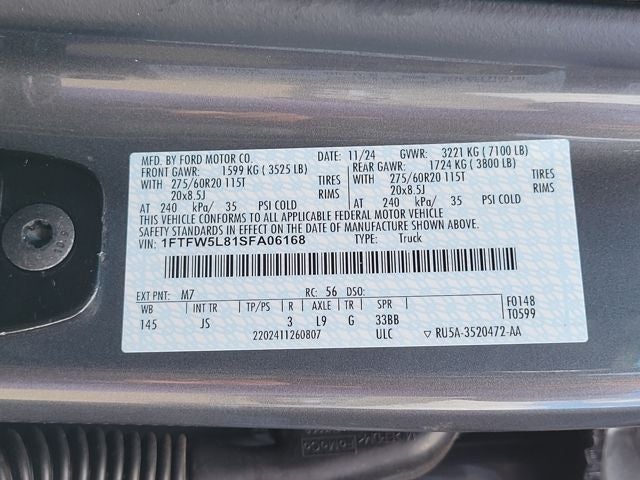 MFD. BY FORD MOTOR CO. DATE: 11/24 GVWR: 3221 KG ( 7100 LB)
FRONT GAWR: 1599 KG ( 3525 LB) REAR GAWR: 1724 KG ( 3800 LB)
WITH 275/60R20 115T TIRES WITH 275/60R20 115T TIRES
20x8.5J RIMS 20x8.5J RIMS
AT 240 kPa/ 35 PSI COLD AT 240 kPa/ 35 PSI COLD
THIS VEHICLE CONFORMS TO ALL APPLICABLE FEDERAL MOTOR VEHICLE
SAFETY STANDARDS IN EFFECT ON THE DATE OF MANUFACTURE SHOWN ABOVE.
VIN: 1FTFW5L81SFA06168 TYPE: Truck
EXT PNT: M7 RC: 56 DSO:
WB INT TR TP/PS R AXLE TR SPR F0148
145 JS 3 L9 G 33BB T0599
2202411260807 ULC ▽ RU5A-3520472-AA